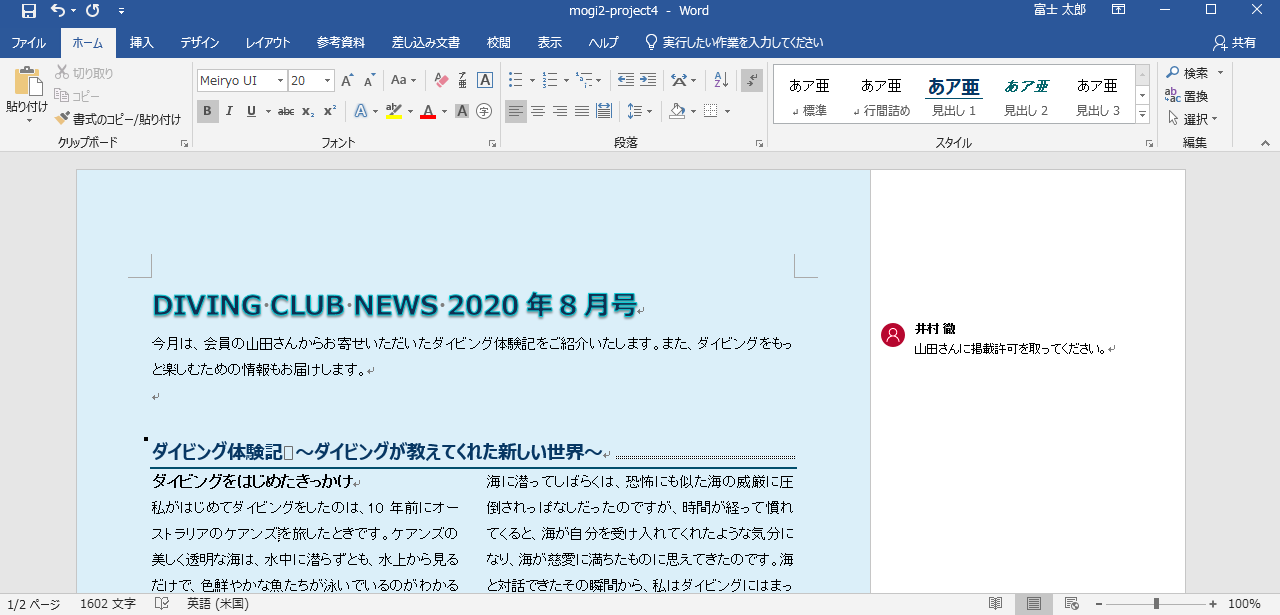 mogi2-project4 - Word
富士 太郎
ファイル ホーム 挿入 デザイン レイアウト 参考資料 差し込み文書 校閲 表示 ヘルプ 実行したい作業を入力してください 共有
貼り付け
切り取り
コピー
書式のコピー/貼り付け
クリップボード
Meiryo UI 20
フォント
段落
あア亜 あア亜 あア亜 あア亜 あア亜
標準 行間詰め 見出し 1 見出し 2 見出し 3
スタイル
検索
置換
選択
編集
DIVING CLUB NEWS 2020 年 8 月号
今月は、会員の山田さんからお寄せいただいたダイビング体験記をご紹介いたします。また、ダイビングをもっ
と楽しむための情報もお届けします。
井村 徹
山田さんに掲載許可を取ってください。
ダイビング体験記 ～ダイビングが教えてくれた新しい世界～
ダイビングをはじめたきっかけ
私がはじめてダイビングをしたのは、10 年前にオー
ストラリアのケアンズを旅したときです。ケアンズの
美しく透明な海は、水中に潜らずとも、水上から見る
だけで、色鮮やかな魚たちが泳いでいるのがわかる
海に潜ってしばらくは、恐怖にも似た海の威厳に圧
倒されっぱなしだったのですが、時間が経って慣れ
てくると、海が自分を受け入れてくれたような気分に
なり、海が慈愛に満ちたものに思えてきたのです。海
と対話できたその瞬間から、私はダイビングにはまっ
1/2 ページ 1602 文字 英語 (米国) 100%